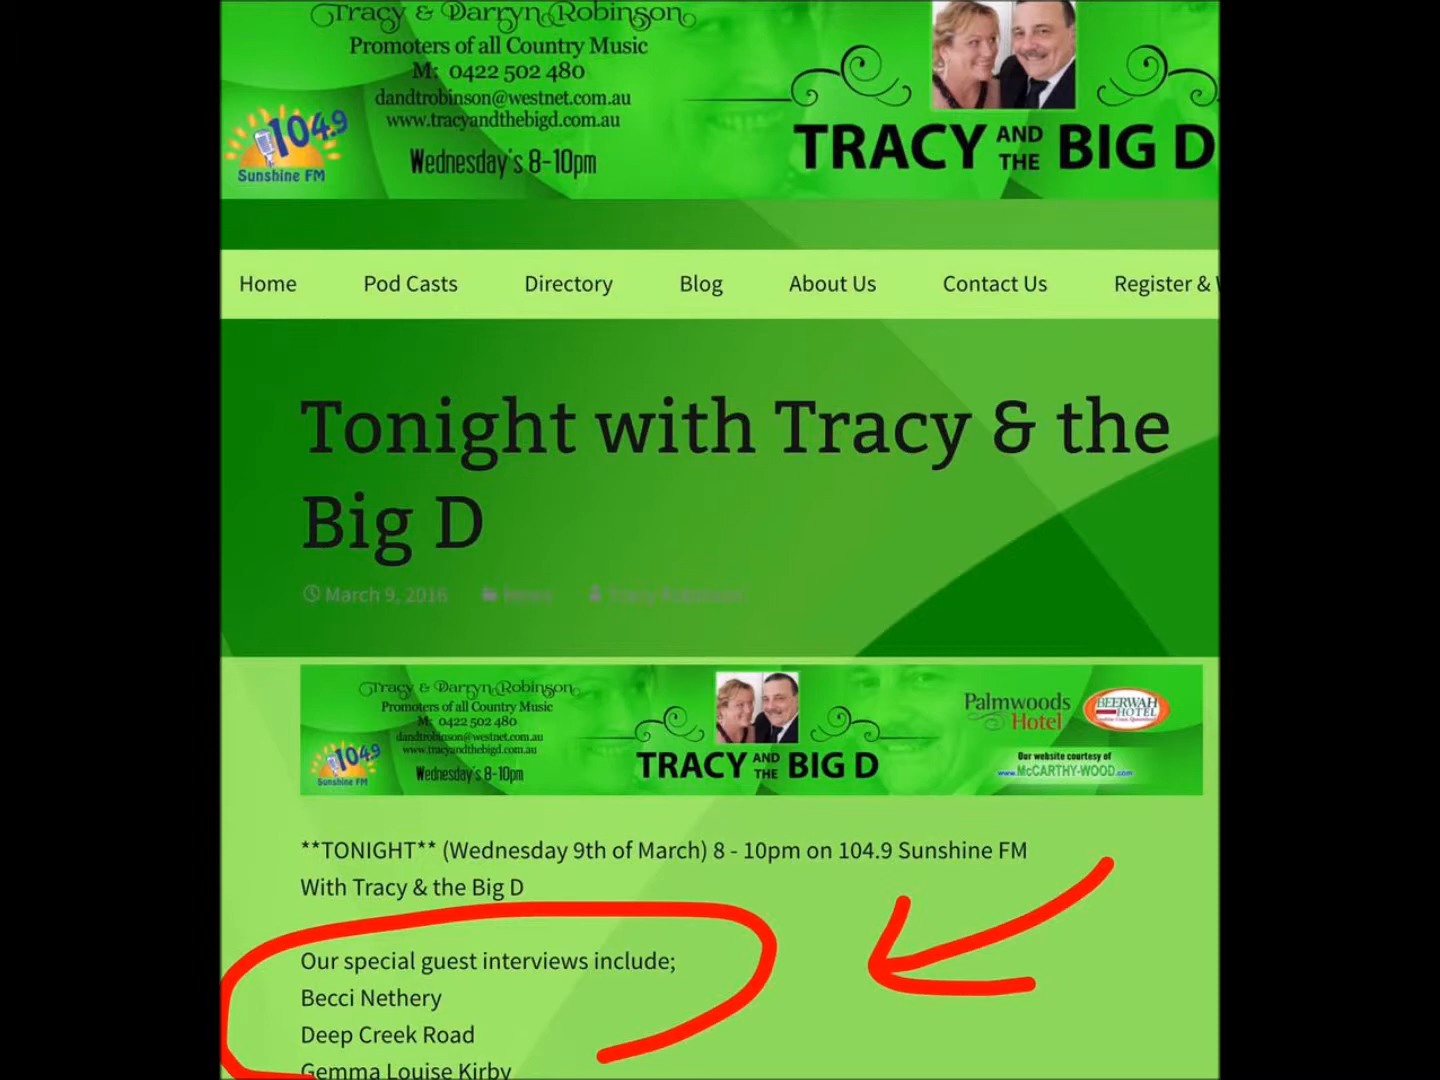 Tracy & Darryn Robinson
Promoters of all Country Music
M: 0422 502 480
dandtrobinson@westnet.com.au
www.tracyandthebigd.com.au
Wednesday's 8-10pm
104.9
Sunshine FM
TRACY AND THE BIG D
Home Pod Casts Directory Blog About Us Contact Us Register &
Tonight with Tracy & the
Big D
March 9, 2016 News Tracy Robinson
Tracy & Darryn Robinson
Promoters of all Country Music
M: 0422 502 480
dandtrobinson@westnet.com.au
www.tracyandthebigd.com.au
Wednesday's 8-10pm
104.9
Sunshine FM
TRACY AND THE BIG D
Palmwoods
Hotel
BEERWAH
HOTEL
Our website courtesy of
www.McCARTHY-WOOD.com
**TONIGHT** (Wednesday 9th of March) 8 - 10pm on 104.9 Sunshine FM
With Tracy & the Big D
Our special guest interviews include;
Becci Nethery
Deep Creek Road
Gemma Louise Kirby